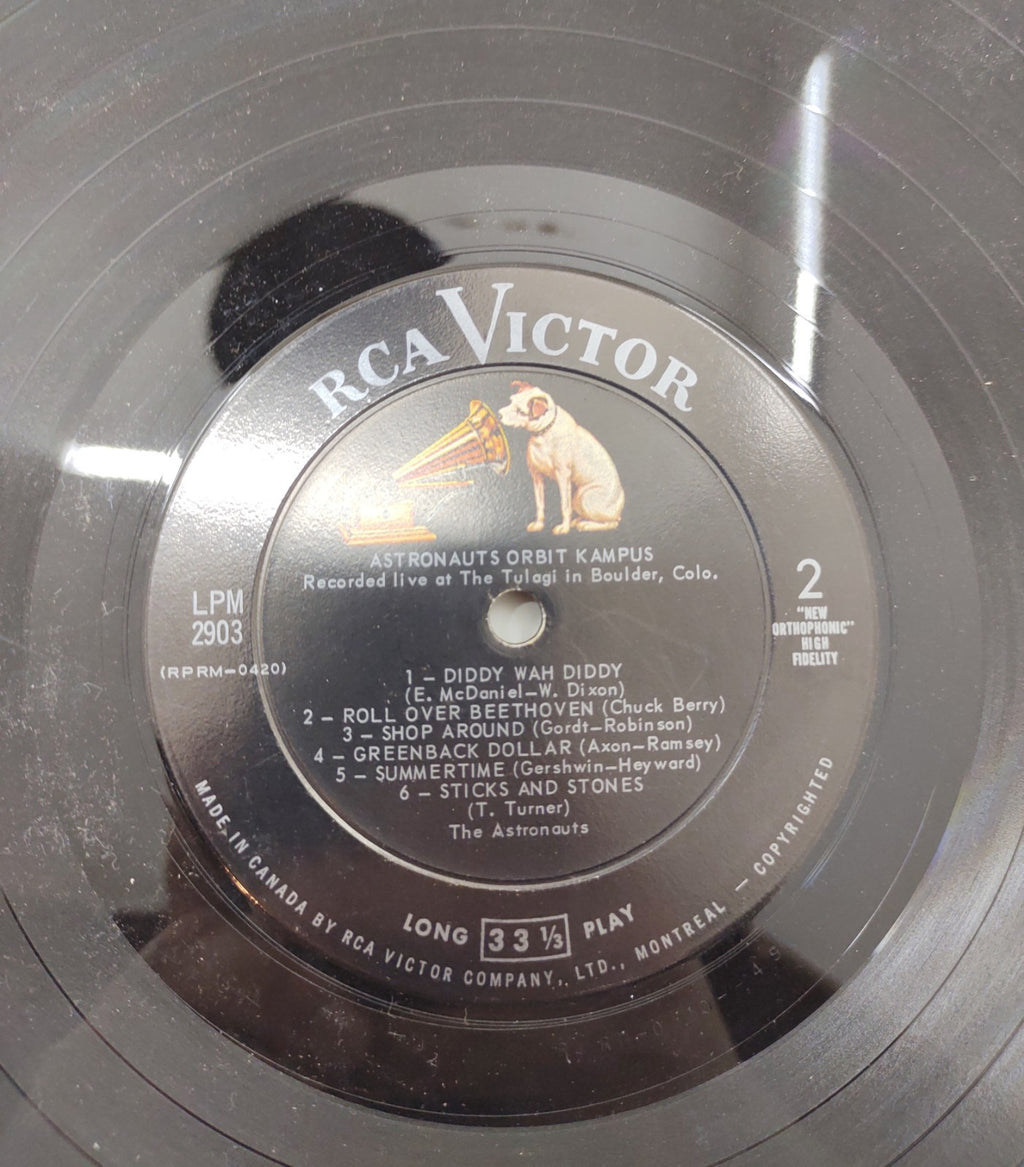 RCA VICTOR
ASTRONAUTS ORBIT KAMPUS
Recorded live at The Tulagi in Boulder, Colo.
LPM
2903
(RPRM–0420)
2
"NEW
ORTHOPHONIC"
HIGH
FIDELITY
1 – DIDDY WAH DIDDY
(E. McDaniel–W. Dixon)
2 – ROLL OVER BEETHOVEN (Chuck Berry)
3 – SHOP AROUND (Gordt–Robinson)
4 – GREENBACK DOLLAR (Axon–Ramsey)
5 – SUMMERTIME (Gershwin–Heyward)
6 – STICKS AND STONES
(T. Turner)
The Astronauts
LONG 33 ⅓ PLAY
MADE IN CANADA BY RCA VICTOR COMPANY, LTD., MONTREAL — COPYRIGHTED